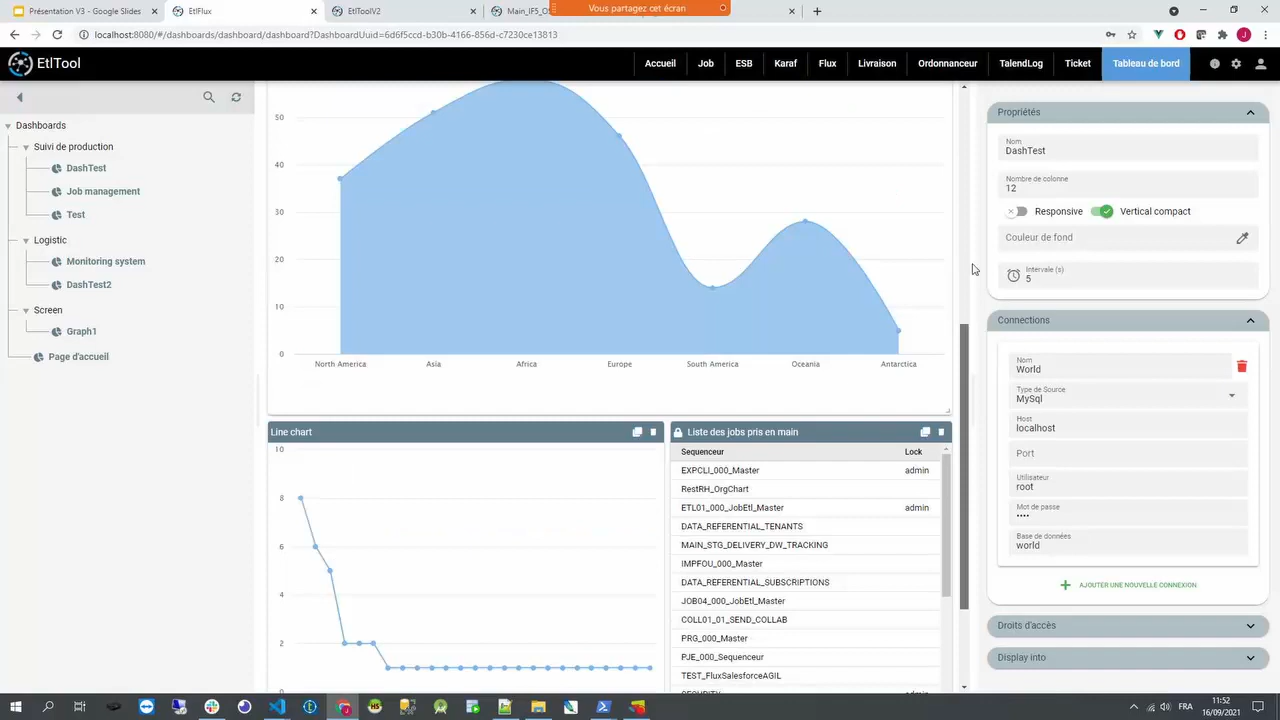 Présentation V3 - Google Slides
EtlFlux
EtlToolV2
Main_IF5_Os
Vous partagez cet écran
localhost:8080/#/dashboards/dashboard/dashboard?DashboardUuid=6d6f5ccd-b30b-4166-856d-c7230ce13813
EtlTool
Accueil
Job
ESB
Karaf
Flux
Livraison
Ordonnanceur
TalendLog
Ticket
Tableau de bord
Dashboards
Suivi de production
DashTest
Job management
Test
Logistic
Monitoring system
DashTest2
Screen
Graph1
Page d'accueil
50
40
30
20
10
0
North America
Asia
Africa
Europe
South America
Oceania
Antarctica
Line chart
10
8
6
4
2
0
Liste des jobs pris en main
Sequenceur Lock
EXPCLI_000_Master admin
RestRH_OrgChart
ETL01_000_JobEtl_Master admin
DATA_REFERENTIAL_TENANTS
MAIN_STG_DELIVERY_DW_TRACKING
IMPFOU_000_Master
DATA_REFERENTIAL_SUBSCRIPTIONS
JOB04_000_JobEtl_Master
COLL01_01_SEND_COLLAB
PRG_000_Master
PJE_000_Sequenceur
TEST_FluxSalesforceAGIL
Propriétés
Nom
DashTest
Nombre de colonne
12
Responsive
Vertical compact
Couleur de fond
Intervale (s)
5
Connections
Nom
World
Type de Source
MySql
Host
localhost
Port
Utilisateur
root
Mot de passe
••••
Base de données
world
AJOUTER UNE NOUVELLE CONNEXION
Droits d'accès
Display into
FRA
11:52
16/09/2021